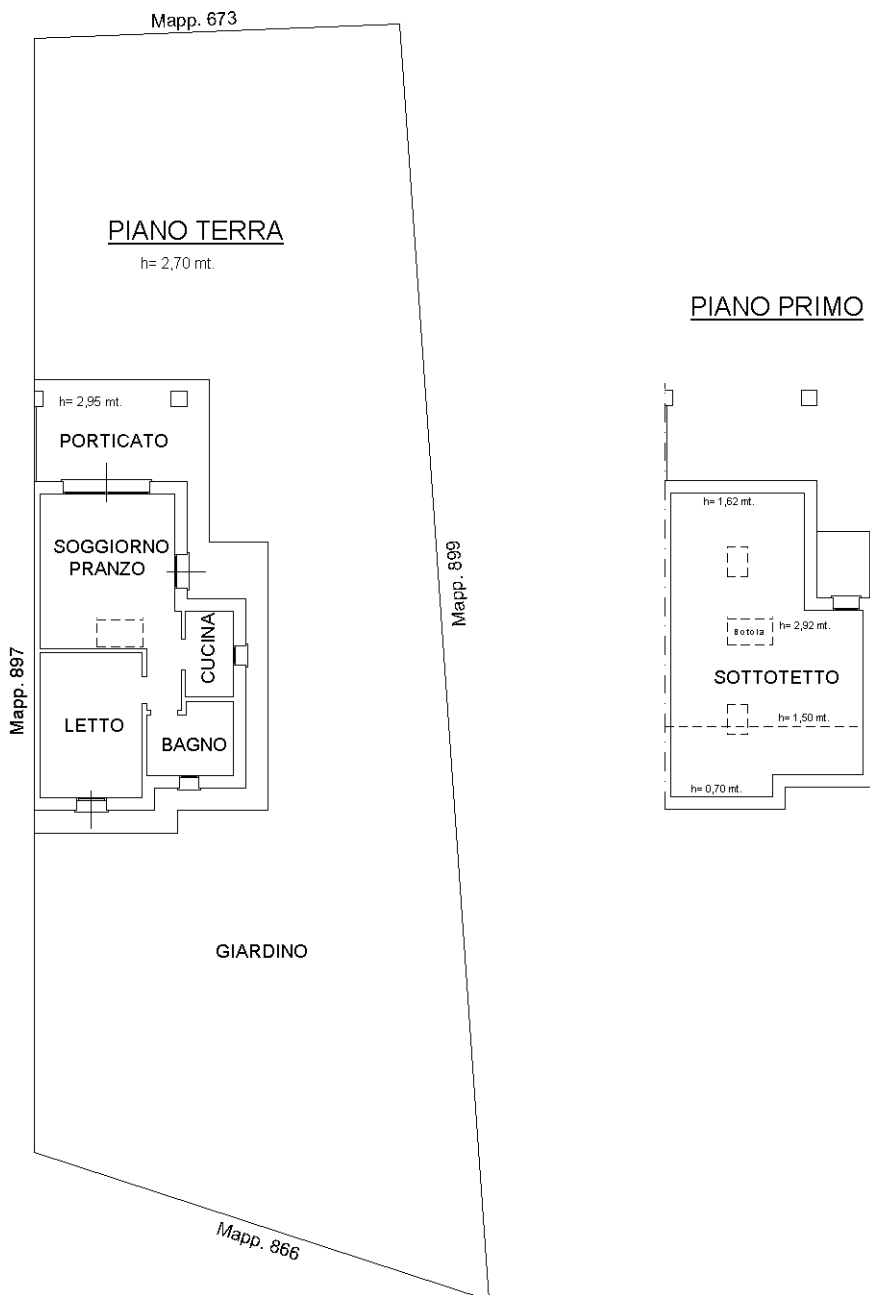 Mapp. 673
PIANO TERRA
h= 2,70 mt.
PIANO PRIMO
h= 2,95 mt.
PORTICATO
SOGGIORNO
PRANZO
CUCINA
LETTO
BAGNO
Mapp. 897
Mapp. 899
h= 1,62 mt.
Botola
h= 2,92 mt.
SOTTOTETTO
h= 1,50 mt.
h= 0,70 mt.
GIARDINO
Mapp. 866